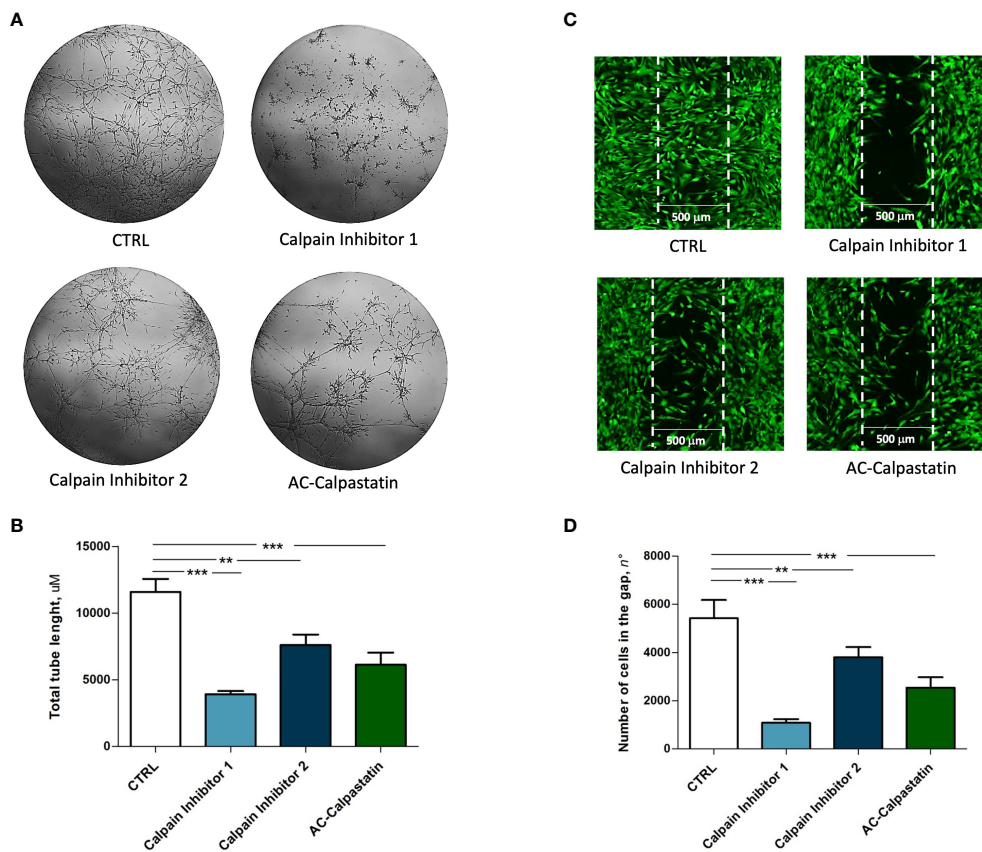 A
CTRL
Calpain Inhibitor 1
Calpain Inhibitor 2
AC-Calpastatin
B
Total tube lenght, uM
15000
10000
5000
0
***
**
***
CTRL
Calpain Inhibitor 1
Calpain Inhibitor 2
AC-Calpastatin
C
500 μm
500 μm
CTRL
Calpain Inhibitor 1
500 μm
500 μm
Calpain Inhibitor 2
AC-Calpastatin
D
Number of cells in the gap, n°
8000
6000
4000
2000
0
***
**
***
CTRL
Calpain Inhibitor 1
Calpain Inhibitor 2
AC-Calpastatin